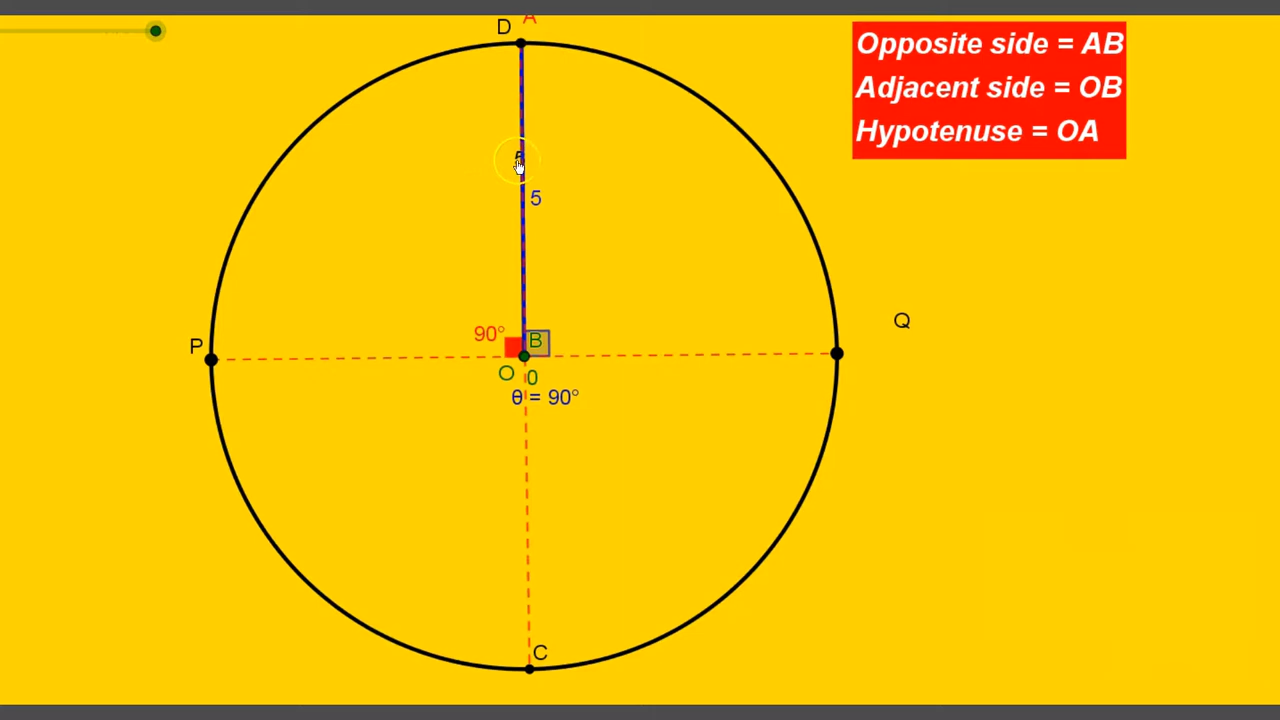 D A
Opposite side = AB
Adjacent side = OB
Hypotenuse = OA
5
Q
90°
B
P
O 0
θ = 90°
C